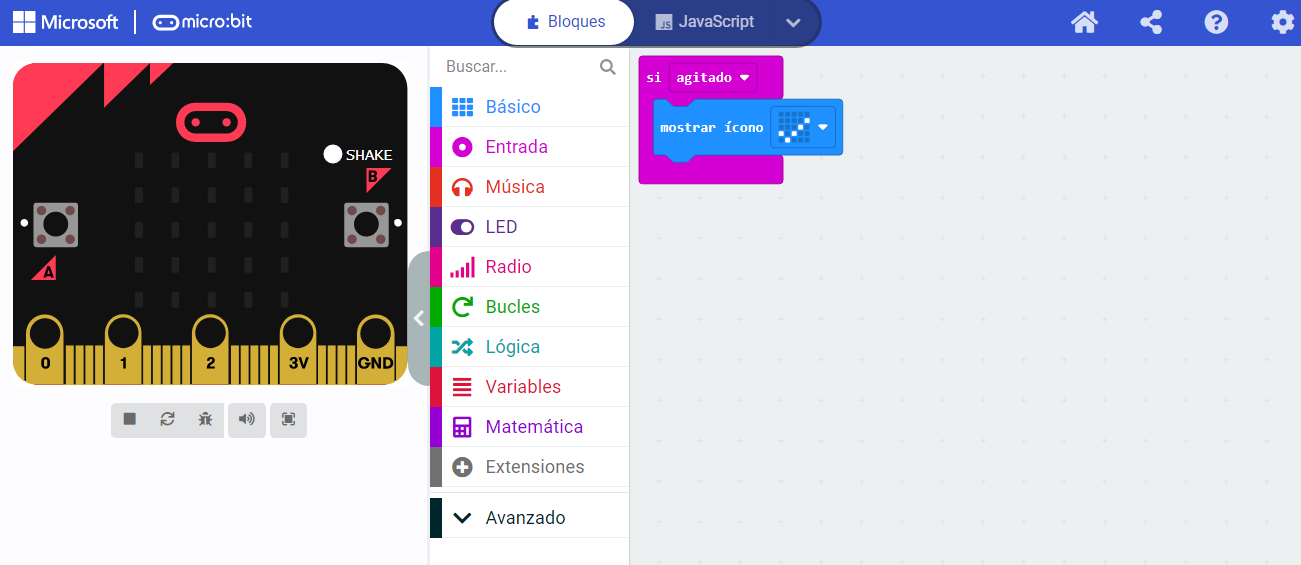 Microsoft
micro:bit
Bloques
JS JavaScript
SHAKE
B
A
0 1 2 3V GND
Buscar...
Básico
Entrada
Música
LED
Radio
Bucles
Lógica
Variables
Matemática
Extensiones
Avanzado
si agitado
mostrar ícono